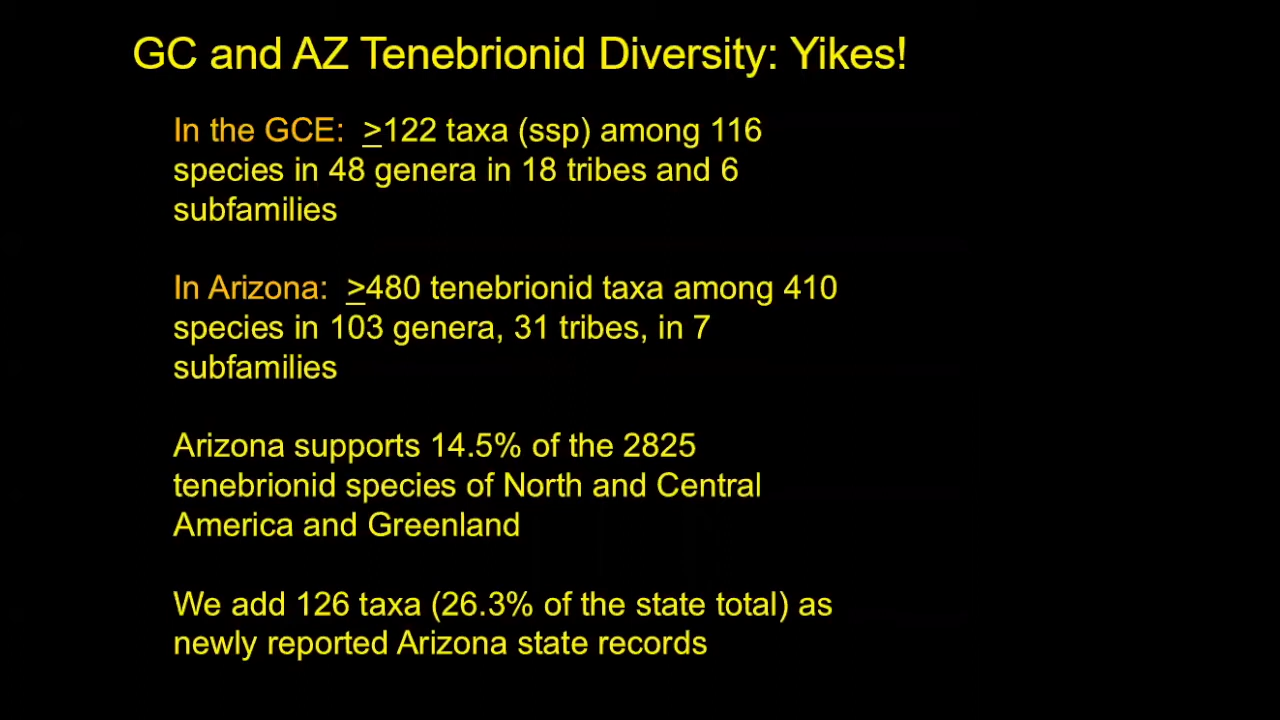 GC and AZ Tenebrionid Diversity: Yikes!
In the GCE: >122 taxa (ssp) among 116
species in 48 genera in 18 tribes and 6
subfamilies
In Arizona: >480 tenebrionid taxa among 410
species in 103 genera, 31 tribes, in 7
subfamilies
Arizona supports 14.5% of the 2825
tenebrionid species of North and Central
America and Greenland
We add 126 taxa (26.3% of the state total) as
newly reported Arizona state records